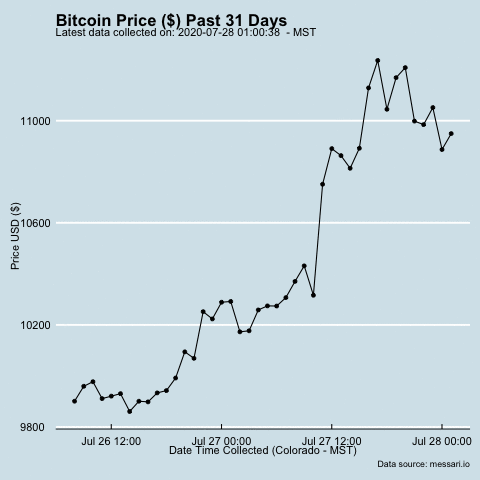 Bitcoin Price ($) Past 31 Days
Latest data collected on: 2020-07-28 01:00:38 - MST
Price USD ($)
11000
10600
10200
9800
Jul 26 12:00 Jul 27 00:00 Jul 27 12:00 Jul 28 00:00
Date Time Collected (Colorado - MST)
Data source: messari.io